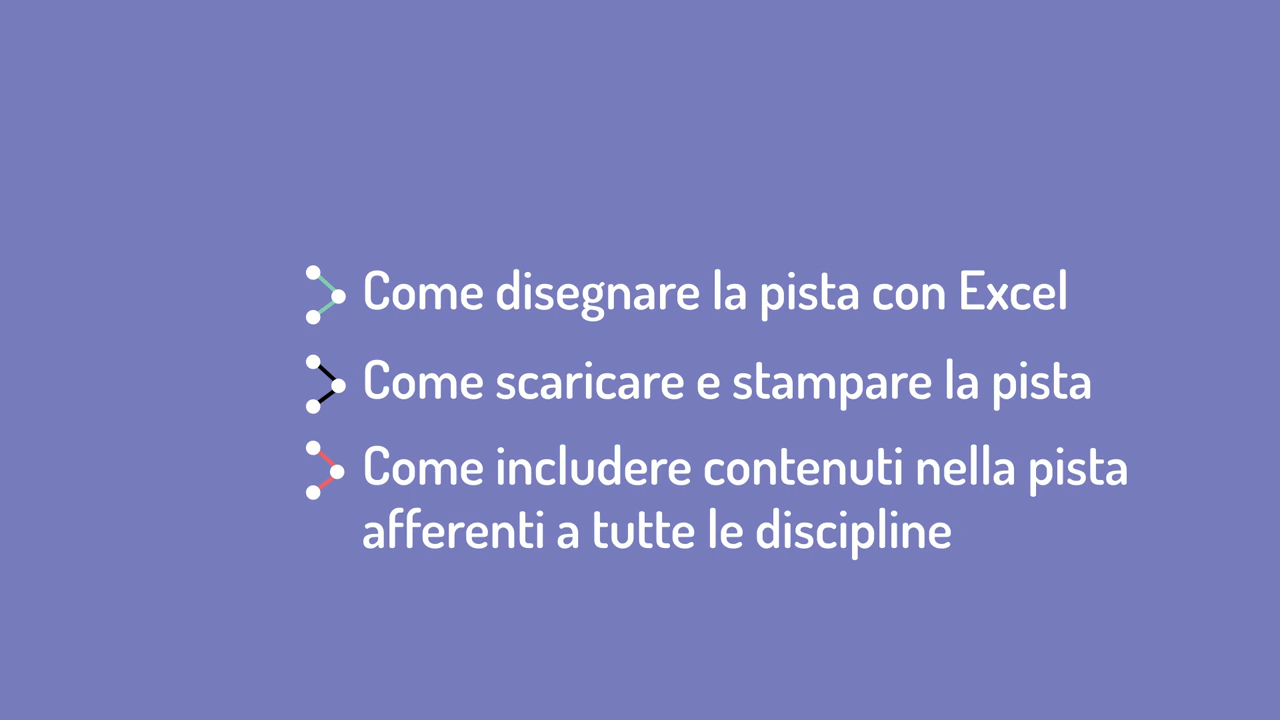 Come disegnare la pista con Excel
Come scaricare e stampare la pista
Come includere contenuti nella pista
afferenti a tutte le discipline